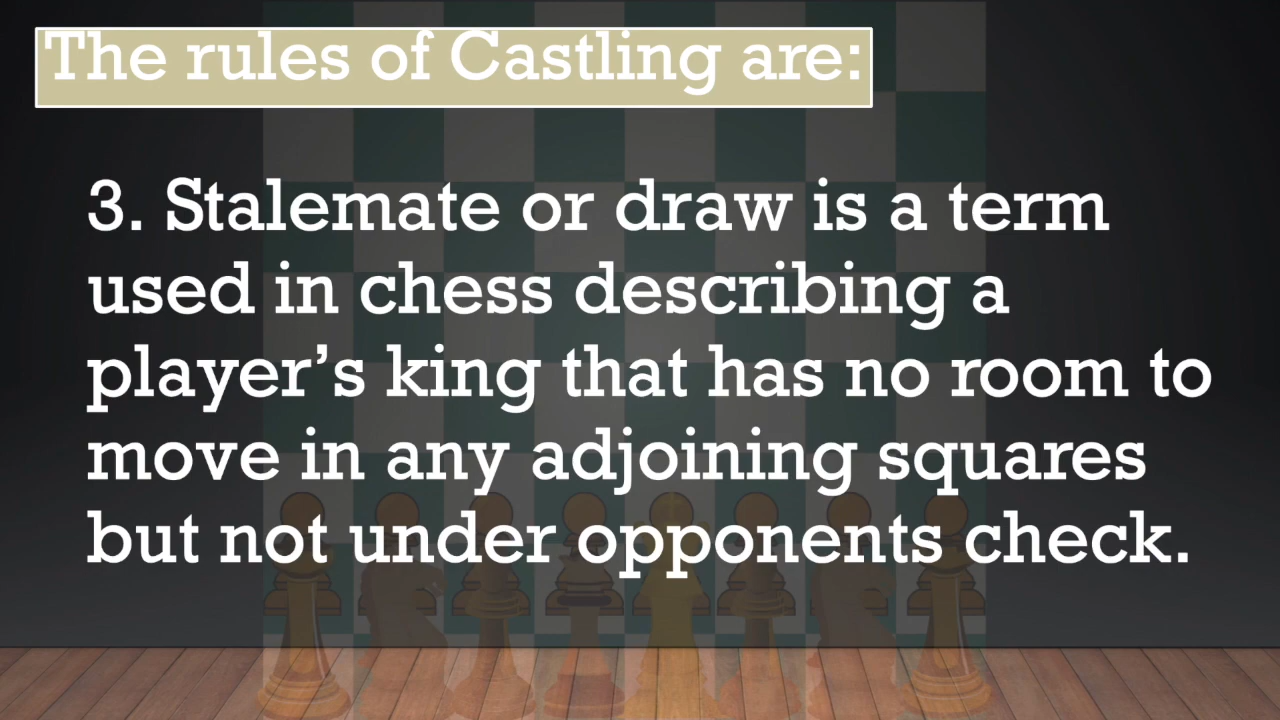 The rules of Castling are:
3. Stalemate or draw is a term
used in chess describing a
player’s king that has no room to
move in any adjoining squares
but not under opponents check.